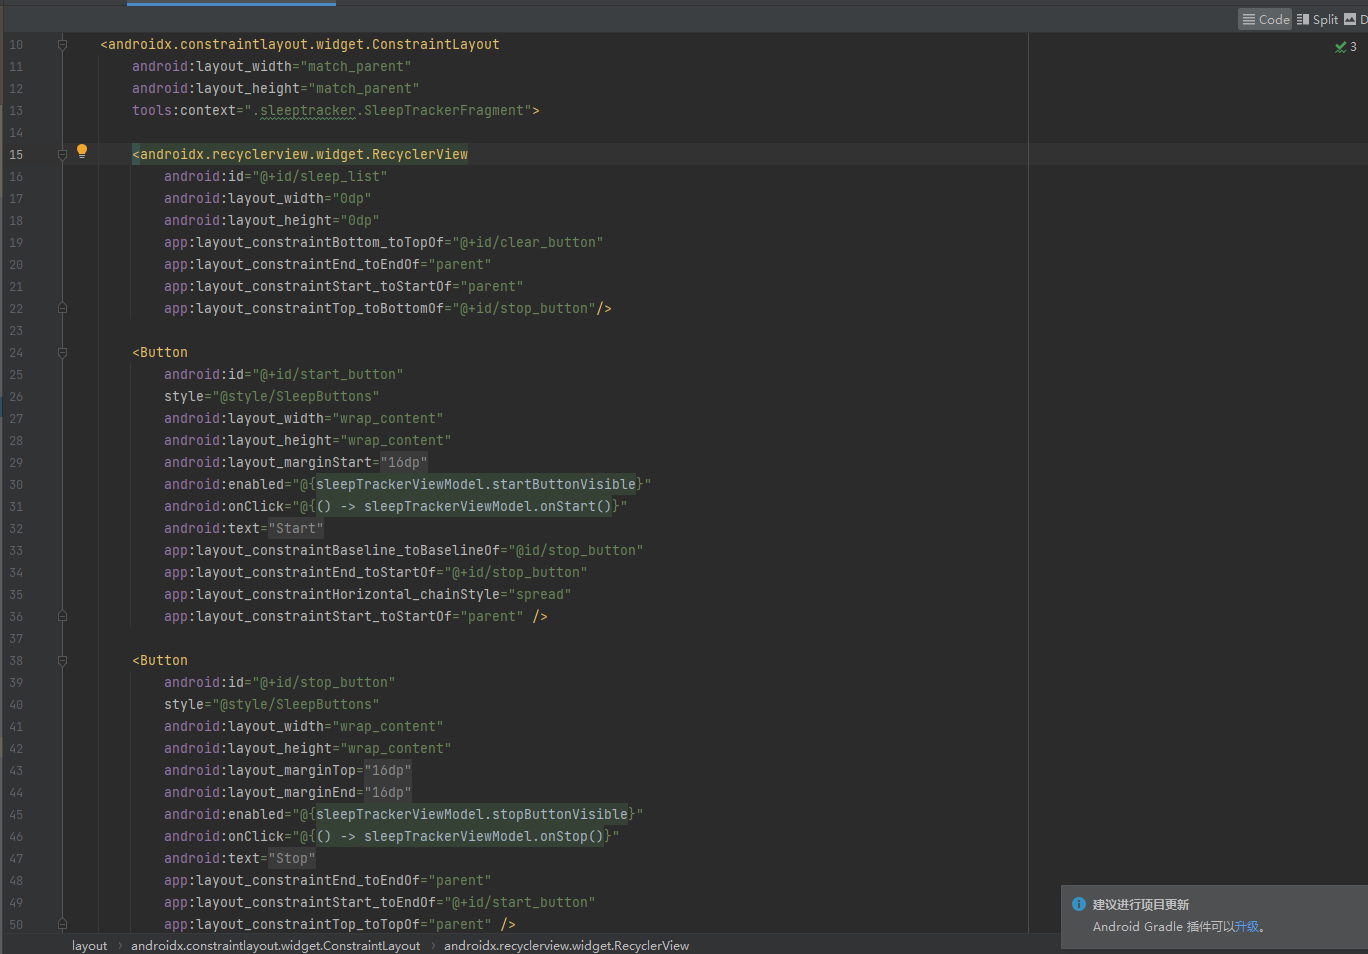 Code Split D
3
10 <androidx.constraintlayout.widget.ConstraintLayout
11 android:layout_width="match_parent"
12 android:layout_height="match_parent"
13 tools:context=".sleeptracker.SleepTrackerFragment">
14
15 <androidx.recyclerview.widget.RecyclerView
16 android:id="@+id/sleep_list"
17 android:layout_width="0dp"
18 android:layout_height="0dp"
19 app:layout_constraintBottom_toTopOf="@+id/clear_button"
20 app:layout_constraintEnd_toEndOf="parent"
21 app:layout_constraintStart_toStartOf="parent"
22 app:layout_constraintTop_toBottomOf="@+id/stop_button"/>
23
24 <Button
25 android:id="@+id/start_button"
26 style="@style/SleepButtons"
27 android:layout_width="wrap_content"
28 android:layout_height="wrap_content"
29 android:layout_marginStart="16dp"
30 android:enabled="@{sleepTrackerViewModel.startButtonVisible}"
31 android:onClick="@{() -> sleepTrackerViewModel.onStart()}"
32 android:text="Start"
33 app:layout_constraintBaseline_toBaselineOf="@id/stop_button"
34 app:layout_constraintEnd_toStartOf="@+id/stop_button"
35 app:layout_constraintHorizontal_chainStyle="spread"
36 app:layout_constraintStart_toStartOf="parent" />
37
38 <Button
39 android:id="@+id/stop_button"
40 style="@style/SleepButtons"
41 android:layout_width="wrap_content"
42 android:layout_height="wrap_content"
43 android:layout_marginTop="16dp"
44 android:layout_marginEnd="16dp"
45 android:enabled="@{sleepTrackerViewModel.stopButtonVisible}"
46 android:onClick="@{() -> sleepTrackerViewModel.onStop()}"
47 android:text="Stop"
48 app:layout_constraintEnd_toEndOf="parent"
49 app:layout_constraintStart_toEndOf="@+id/start_button"
50 app:layout_constraintTop_toTopOf="parent" />
建议进行项目更新
Android Gradle 插件可以升级。
layout › androidx.constraintlayout.widget.ConstraintLayout › androidx.recyclerview.widget.RecyclerView